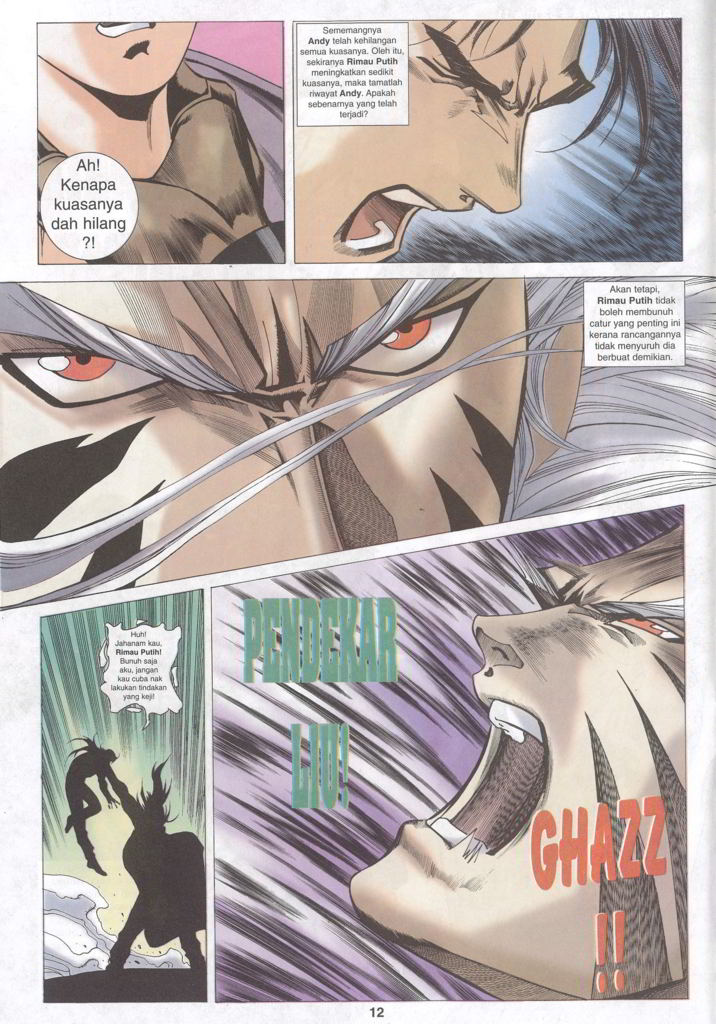 Ah!
Kenapa
kuasanya
dah hilang
?!
Sememangnya
Andy telah kehilangan
semua kuasanya. Oleh itu,
sekiranya Rimau Putih
meningkatkan sedikit
kuasanya, maka tamatlah
riwayat Andy. Apakah
sebenarnya yang telah
terjadi?
Akan tetapi,
Rimau Putih tidak
boleh membunuh
catur yang penting ini
kerana rancangannya
tidak menyuruh dia
berbuat demikian.
Huh!
Jahanam kau,
Rimau Putih!
Bunuh saja
aku, jangan
kau cuba nak
lakukan tindakan
yang keji!
PENDEKAR
LIU!
GHAZZ
!!
12